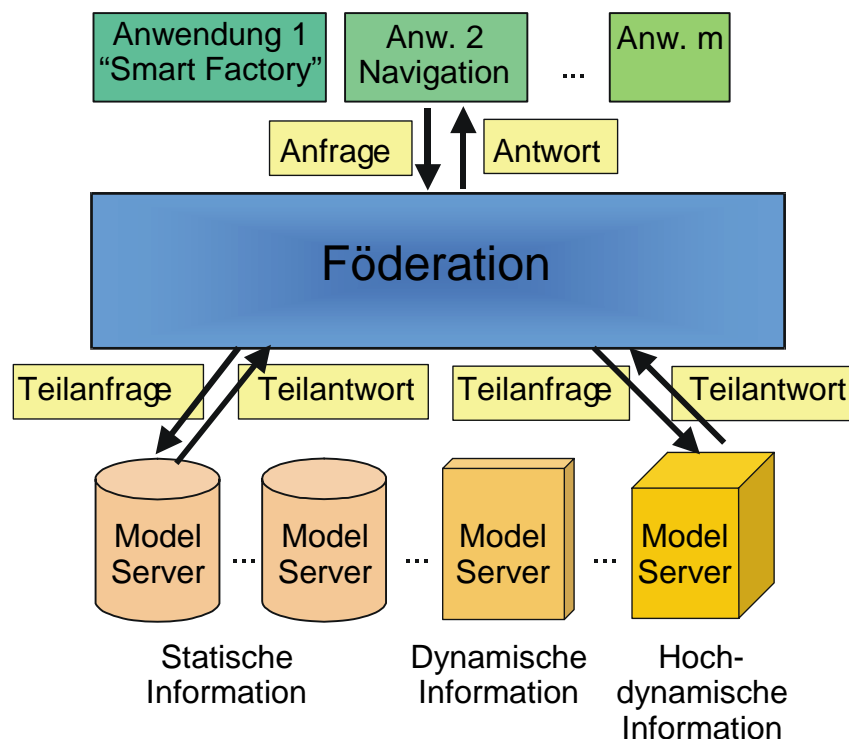 Anwendung 1
“Smart Factory”
Anw. 2
Navigation
...
Anw. m
Anfrage
Antwort
Föderation
Teilanfrage
Teilantwort
Teilanfrage
Teilantwort
Model
Server
...
Model
Server
...
Model
Server
...
Model
Server
Statische
Information
Dynamische
Information
Hoch-
dynamische
Information